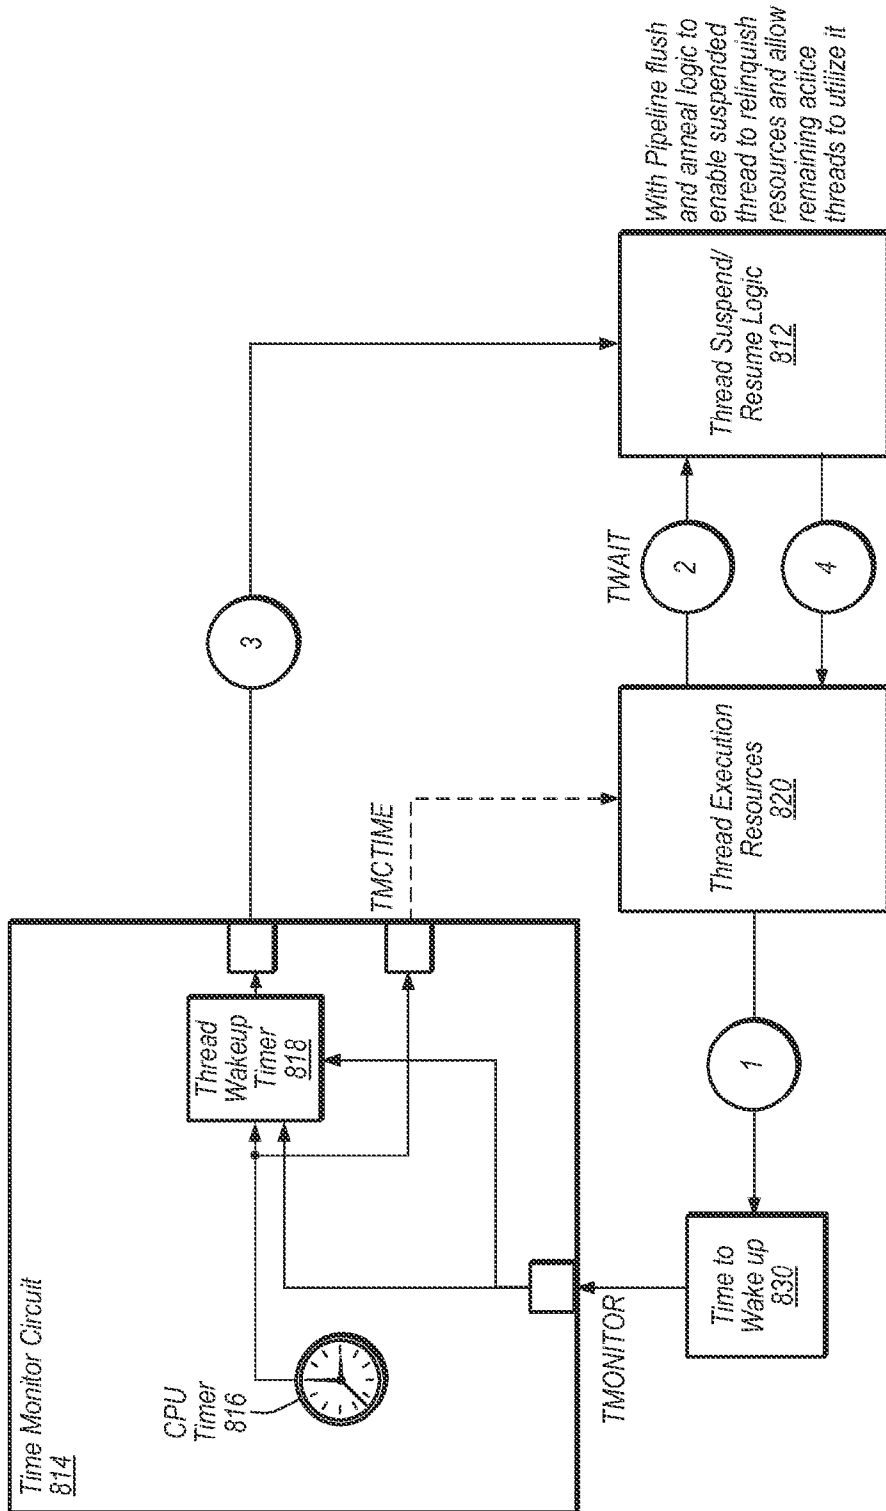 Time Monitor Circuit
814
CPU
Timer
816
Thread
Wakeup
Timer
818
3
TMCTIME
TMONITOR
Time to
Wake up
830
1
Thread Execution
Resources
820
TWAIT
2
4
Thread Suspend/
Resume Logic
812
With Pipeline flush
and anneal logic to
enable suspended
thread to relinquish
resources and allow
remaining actice
threads to utilize it